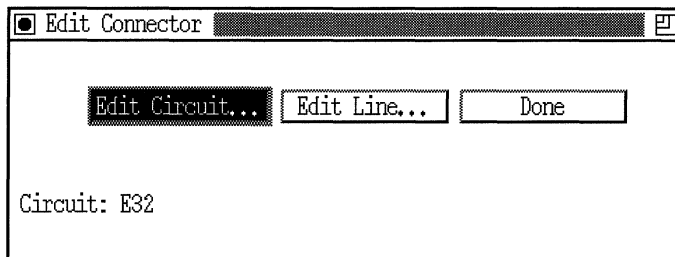 Edit Connector
Edit Circuit... Edit Line... Done
Circuit: E32